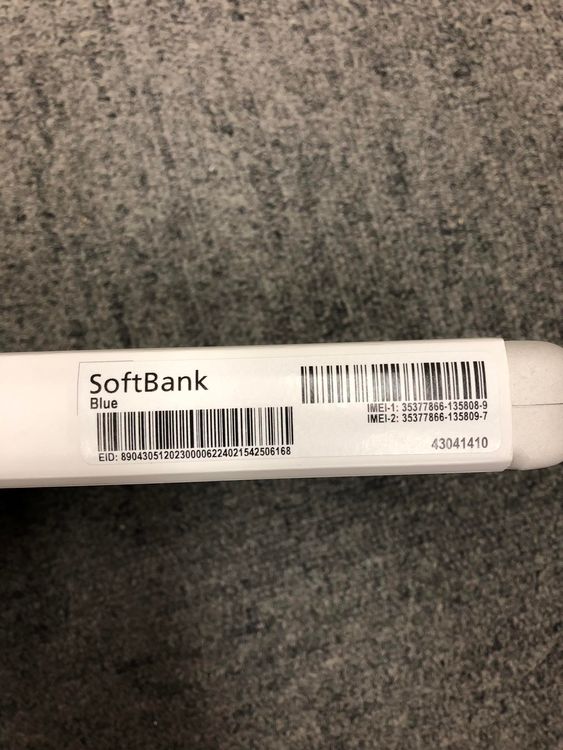 SoftBank
Blue
EID: 89043051202300006224021542506168
IMEI-1: 35377866-135808-9
IMEI-2: 35377866-135809-7
43041410